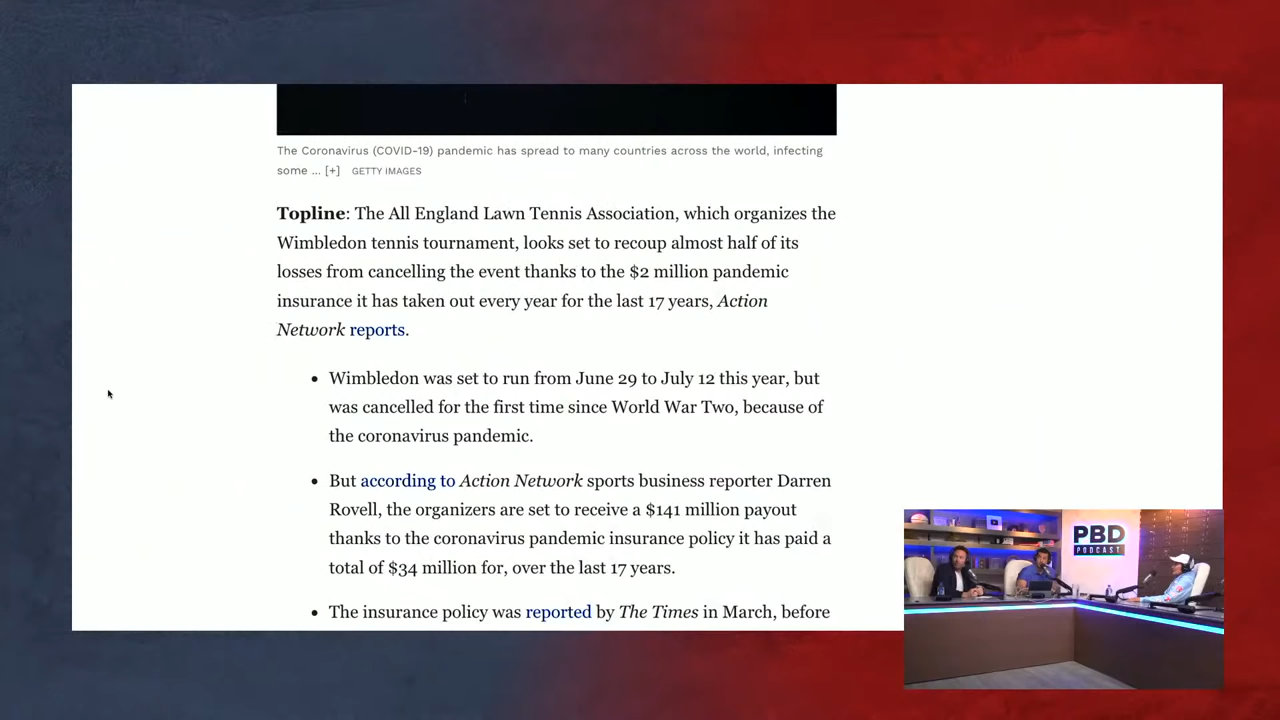 The Coronavirus (COVID-19) pandemic has spread to many countries across the world, infecting
some ... [+] GETTY IMAGES
Topline: The All England Lawn Tennis Association, which organizes the
Wimbledon tennis tournament, looks set to recoup almost half of its
losses from cancelling the event thanks to the $2 million pandemic
insurance it has taken out every year for the last 17 years, Action
Network reports.
• Wimbledon was set to run from June 29 to July 12 this year, but
was cancelled for the first time since World War Two, because of
the coronavirus pandemic.
• But according to Action Network sports business reporter Darren
Rovell, the organizers are set to receive a $141 million payout
thanks to the coronavirus pandemic insurance policy it has paid a
total of $34 million for, over the last 17 years.
• The insurance policy was reported by The Times in March, before
PBD
PODCAST